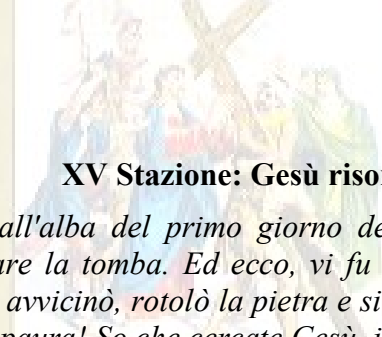 XV Stazione: Gesù riso
all'alba del primo giorno de
are la tomba. Ed ecco, vi fu
avvicinò, rotolò la pietra e si
paura! So che cercate Gesù, i